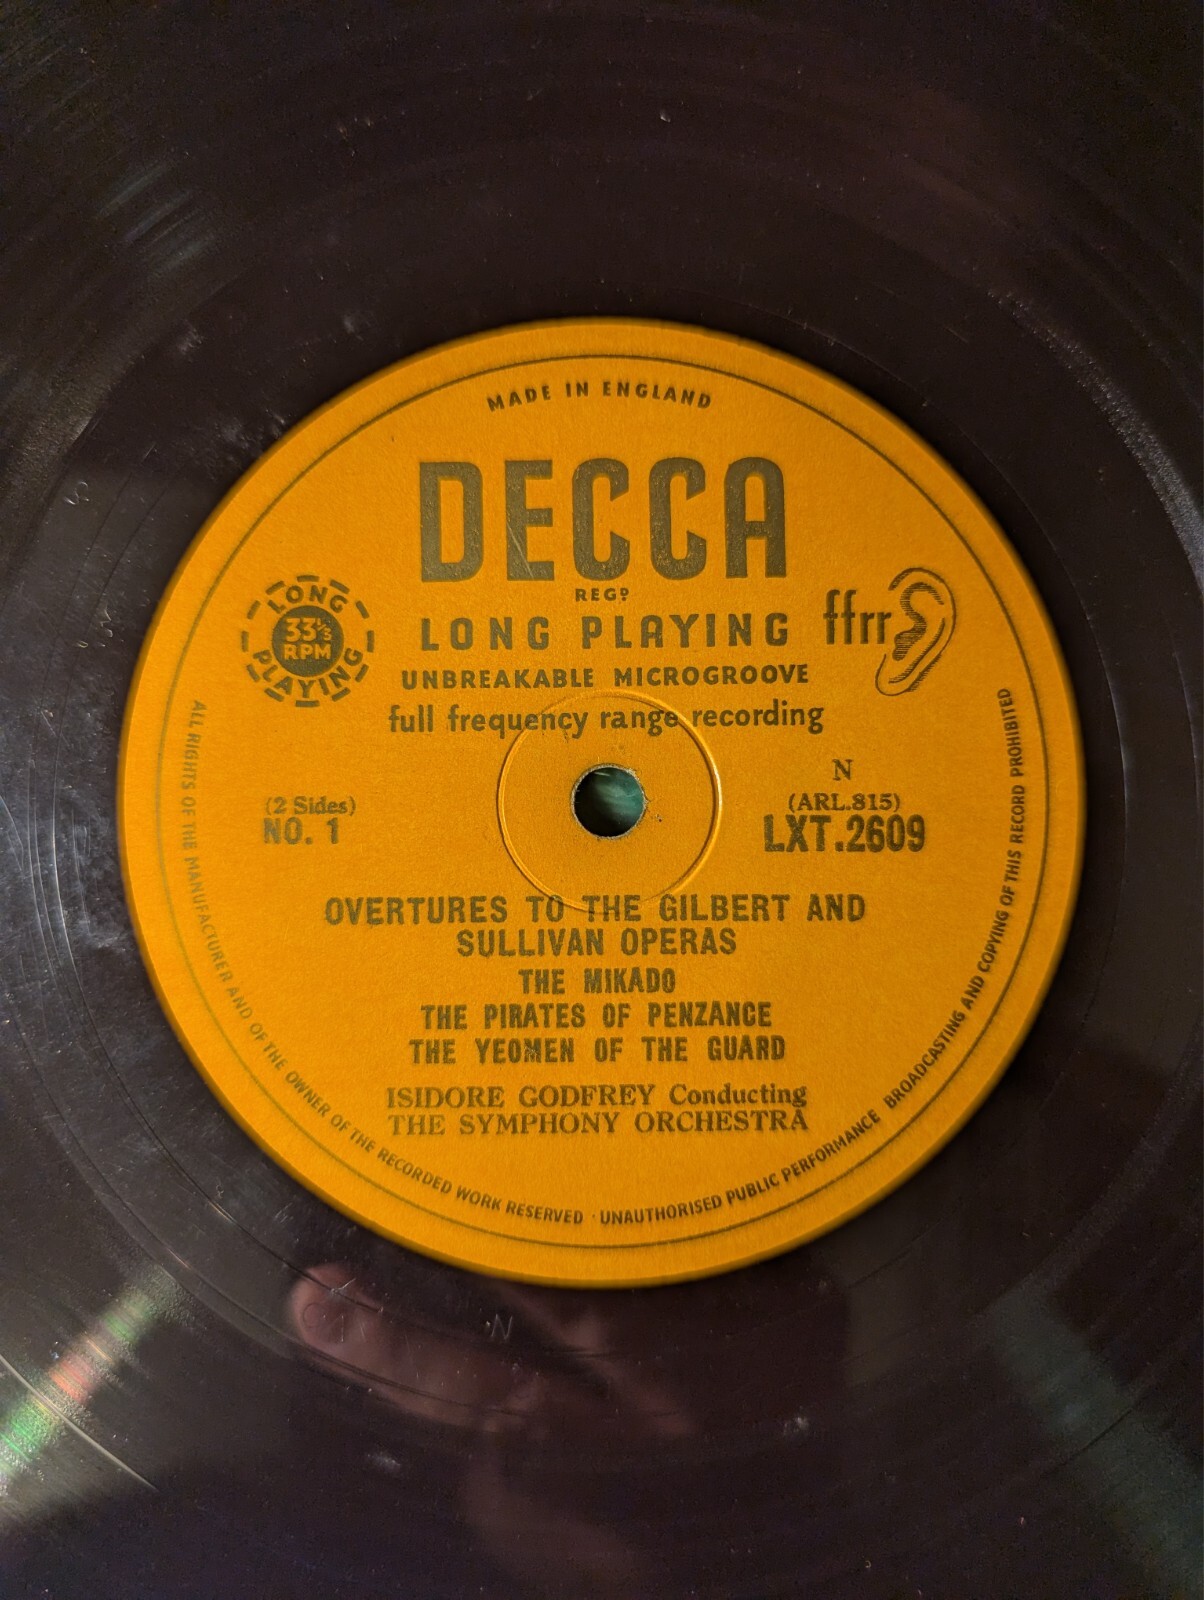 MADE IN ENGLAND
DECCA
REGD
LONG PLAYING
33⅓
RPM
LONG PLAYING
ffrr
UNBREAKABLE MICROGROOVE
full frequency range recording
N
(2 Sides)
NO. 1
(ARL.815)
LXT.2609
OVERTURES TO THE GILBERT AND
SULLIVAN OPERAS
THE MIKADO
THE PIRATES OF PENZANCE
THE YEOMEN OF THE GUARD
ISIDORE GODFREY Conducting
THE SYMPHONY ORCHESTRA
ALL RIGHTS OF THE MANUFACTURER AND OF THE OWNER OF THE RECORDED WORK RESERVED · UNAUTHORISED PUBLIC PERFORMANCE BROADCASTING AND COPYING OF THIS RECORD PROHIBITED
N